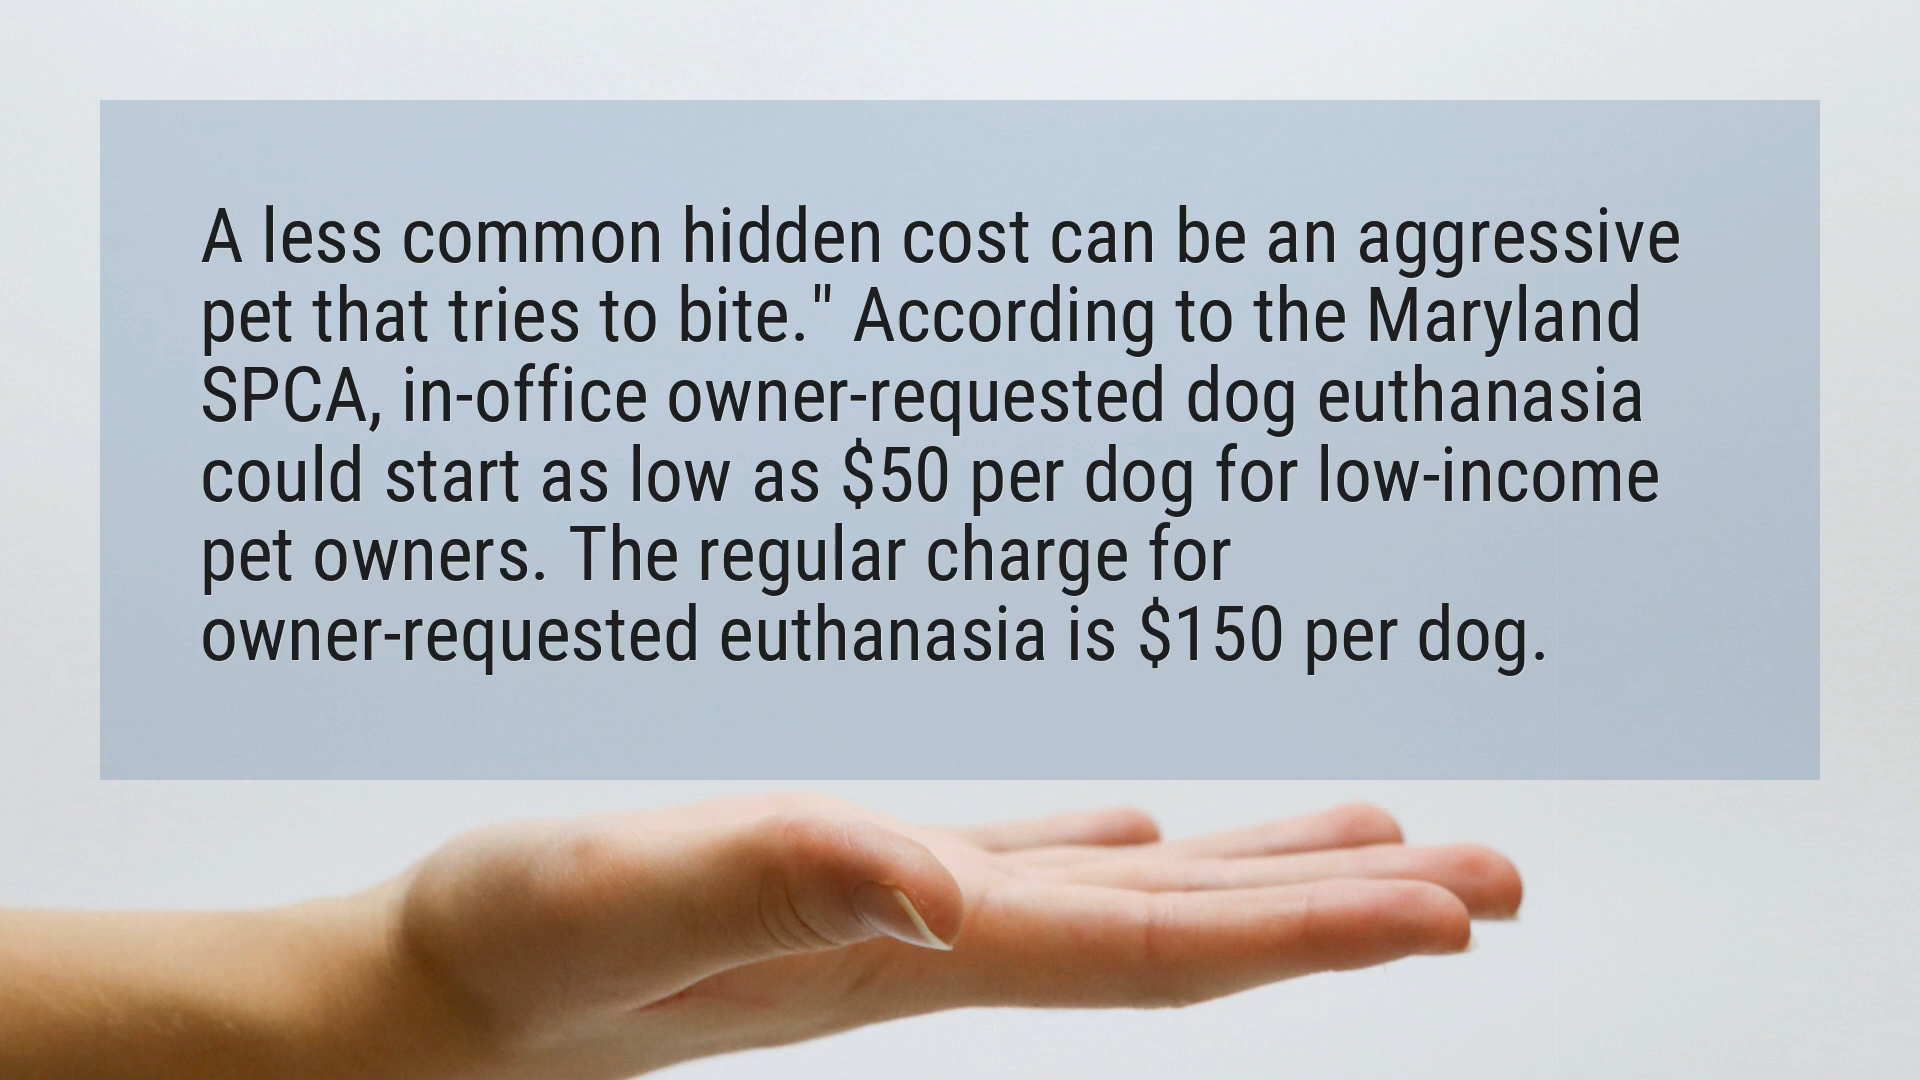 A less common hidden cost can be an aggressive
pet that tries to bite." According to the Maryland
SPCA, in-office owner-requested dog euthanasia
could start as low as $50 per dog for low-income
pet owners. The regular charge for
owner-requested euthanasia is $150 per dog.